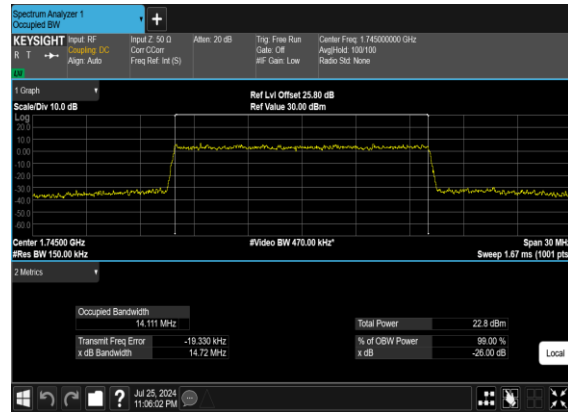 Spectrum Analyzer 1
Occupied BW
+
KEYSIGHT Input: RF Input Z: 50 Ω Atten: 20 dB Trig: Free Run Center Freq: 1.745000000 GHz
R T Coupling: DC Corr CCorr Gate: Off Avg|Hold: 100/100
Align: Auto Freq Ref: Int (S) #IF Gain: Low Radio Std: None
LW
1 Graph Ref Lvl Offset 25.80 dB
Scale/Div 10.0 dB Ref Value 30.00 dBm
Log
20.0
10.0
0.00
-10.0
-20.0
-30.0
-40.0
-50.0
-60.0
Center 1.74500 GHz #Video BW 470.00 kHz* Span 30 MHz
#Res BW 150.00 kHz Sweep 1.67 ms (1001 pts
2 Metrics
Occupied Bandwidth
14.111 MHz Total Power 22.8 dBm
Transmit Freq Error -19.330 kHz % of OBW Power 99.00 %
x dB Bandwidth 14.72 MHz x dB -26.00 dB
Local
? Jul 25, 2024
11:06:02 PM